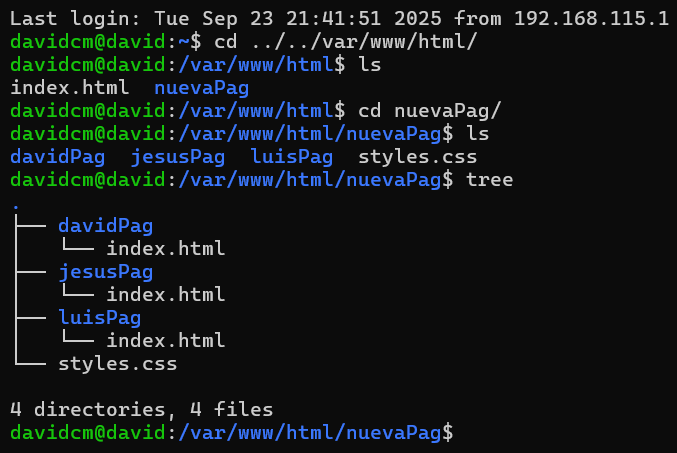 Last login: Tue Sep 23 21:41:51 2025 from 192.168.115.1
davidcm@david:~$ cd ../../var/www/html/
davidcm@david:/var/www/html$ ls
index.html  nuevaPag
davidcm@david:/var/www/html$ cd nuevaPag/
davidcm@david:/var/www/html/nuevaPag$ ls
davidPag  jesusPag  luisPag  styles.css
davidcm@david:/var/www/html/nuevaPag$ tree
.
├── davidPag
│   └── index.html
├── jesusPag
│   └── index.html
├── luisPag
│   └── index.html
└── styles.css

4 directories, 4 files
davidcm@david:/var/www/html/nuevaPag$